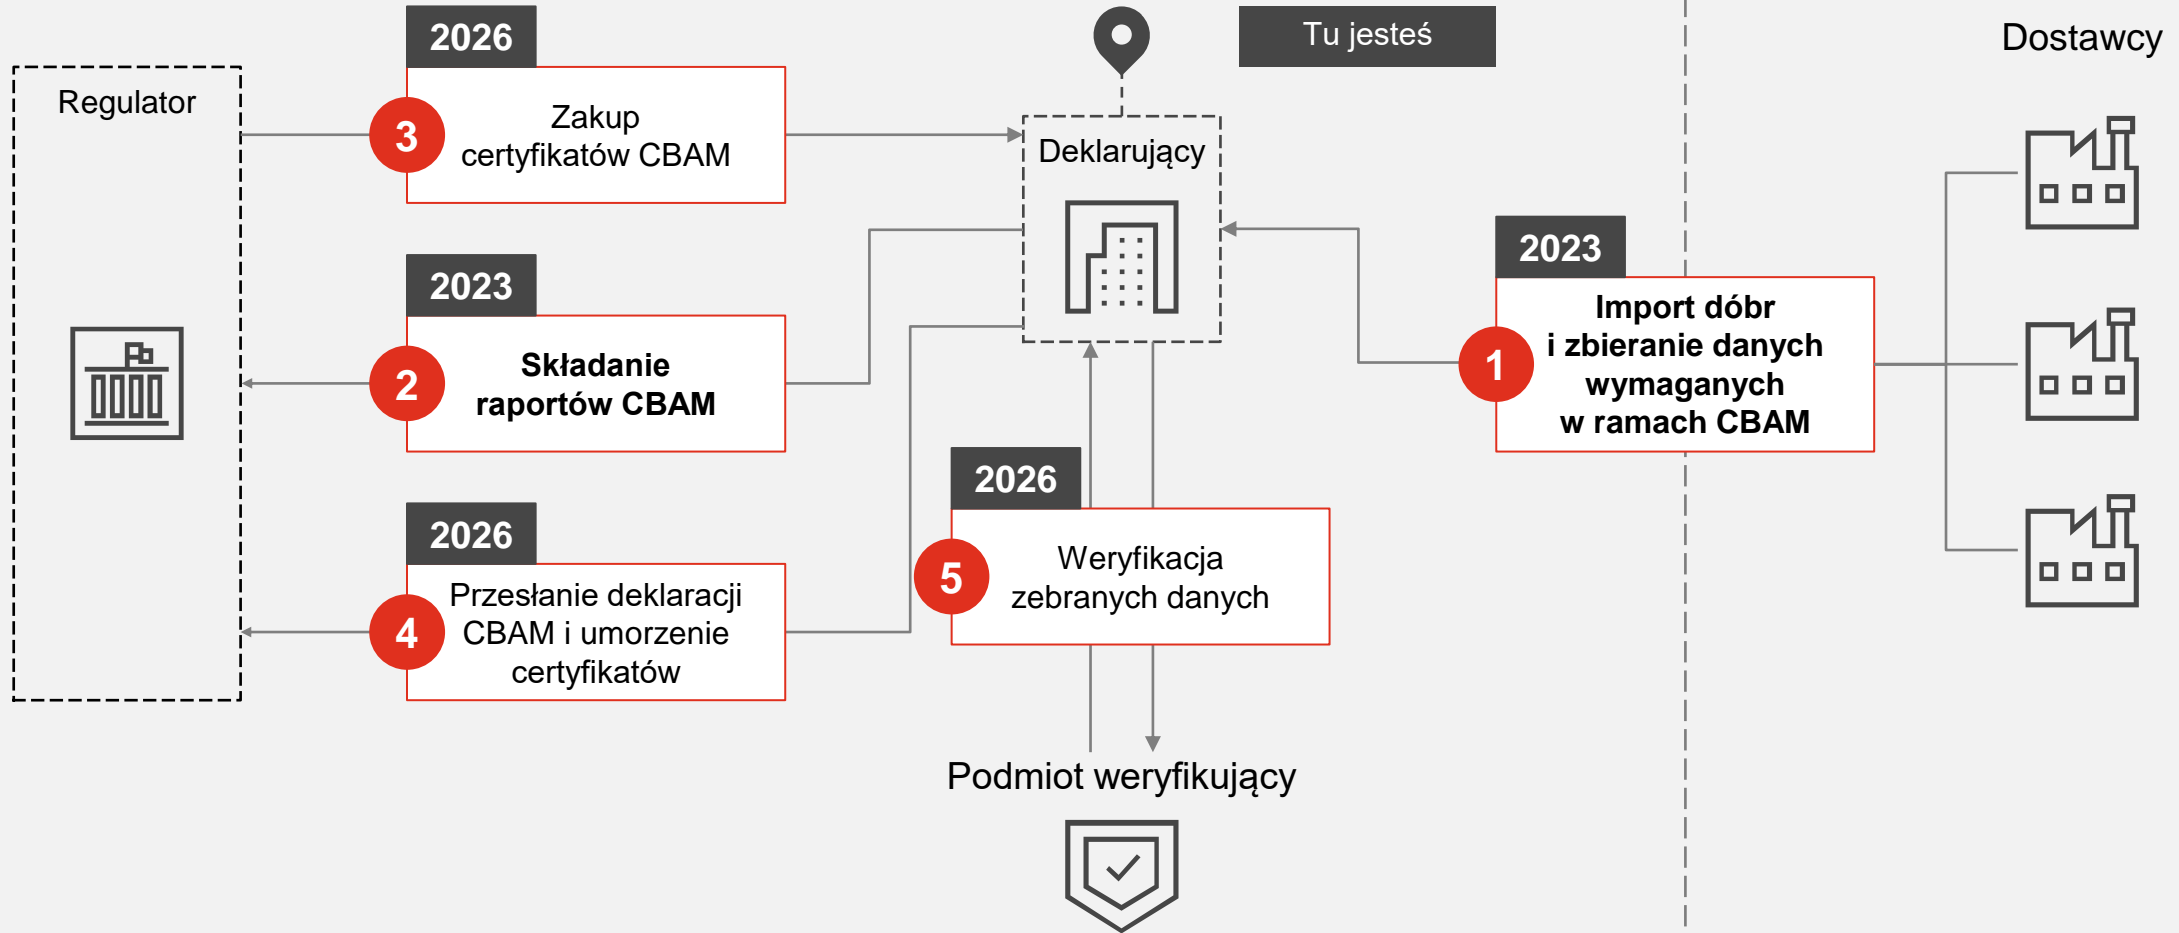 2026
Tu jesteś
Dostawcy
Regulator
3
Zakup
certyfikatów CBAM
Deklarujący
2023
2023
Import dóbr
i zbieranie danych
wymaganych
w ramach CBAM
1
2
Składanie
raportów CBAM
2026
2026
5
Weryfikacja
zebranych danych
4
Przesłanie deklaracji
CBAM i umorzenie
certyfikatów
Podmiot weryfikujący